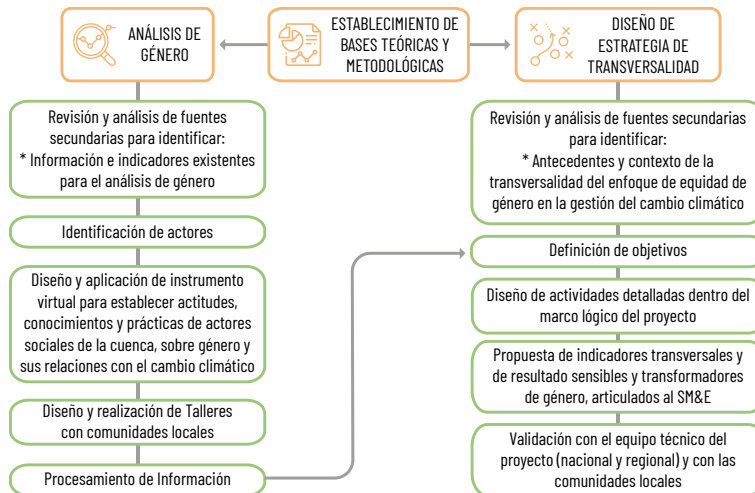 ANÁLISIS DE
GÉNERO
ESTABLECIMIENTO DE
BASES TEÓRICAS Y
METODOLÓGICAS
DISEÑO DE
ESTRATEGIA DE
TRANSVERSALIDAD
Revisión y análisis de fuentes
secundarias para identificar:
* Información e indicadores existentes
para el análisis de género
Identificación de actores
Diseño y aplicación de instrumento
virtual para establecer actitudes,
conocimientos y prácticas de actores
sociales de la cuenca, sobre género y
sus relaciones con el cambio climático
Diseño y realización de Talleres
con comunidades locales
Procesamiento de Información
Revisión y análisis de fuentes secundarias
para identificar:
* Antecedentes y contexto de la
transversalidad del enfoque de equidad de
género en la gestión del cambio climático
Definición de objetivos
Diseño de actividades detalladas dentro del
marco lógico del proyecto
Propuesta de indicadores transversales y
de resultado sensibles y transformadores
de género, articulados al SM&E
Validación con el equipo técnico del
proyecto (nacional y regional) y con las
comunidades locales